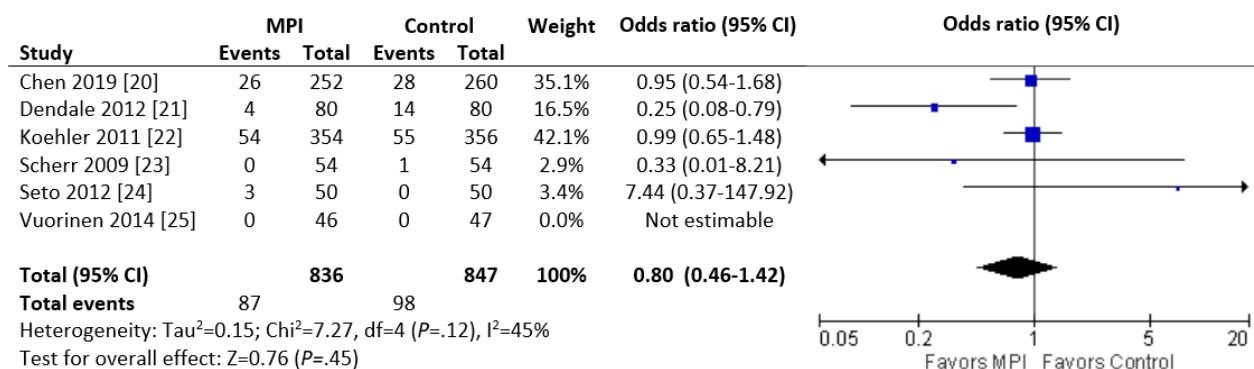 MPI Control Weight Odds ratio (95% CI) Odds ratio (95% CI)
Study Events Total Events Total
Chen 2019 [20] 26 252 28 260 35.1% 0.95 (0.54-1.68)
Dendale 2012 [21] 4 80 14 80 16.5% 0.25 (0.08-0.79)
Koehler 2011 [22] 54 354 55 356 42.1% 0.99 (0.65-1.48)
Scherr 2009 [23] 0 54 1 54 2.9% 0.33 (0.01-8.21)
Seto 2012 [24] 3 50 0 50 3.4% 7.44 (0.37-147.92)
Vuorinen 2014 [25] 0 46 0 47 0.0% Not estimable
Total (95% CI) 836 847 100% 0.80 (0.46-1.42)
Total events 87 98
Heterogeneity: Tau²=0.15; Chi²=7.27, df=4 (P=.12), I²=45%
Test for overall effect: Z=0.76 (P=.45)
0.05 0.2 1 5 20
Favors MPI Favors Control